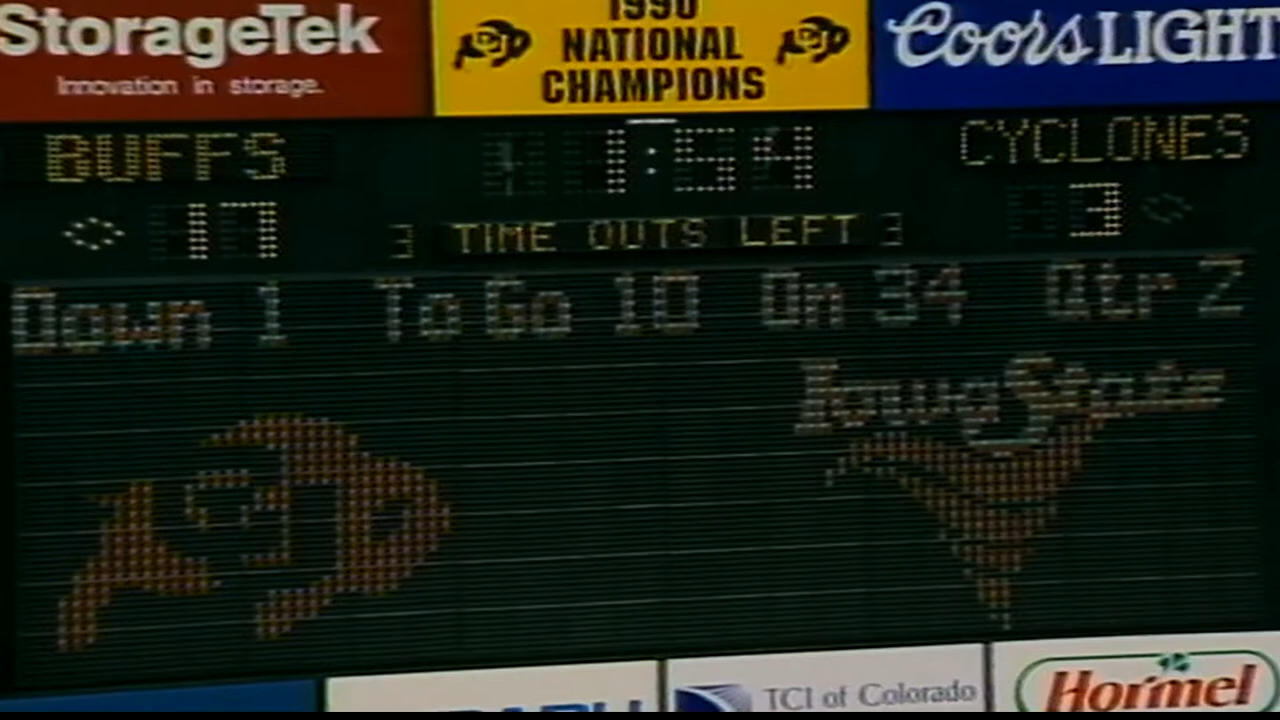 StorageTek
Innovation in storage.
1990
NATIONAL
CHAMPIONS
Coors LIGHT
BUFFS
1:54
CYCLONES
17
3 TIME OUTS LEFT 3
3
Down 1 To Go 10 On 34 Qtr 2
Iowa State
TCI of Colorado
Hormel